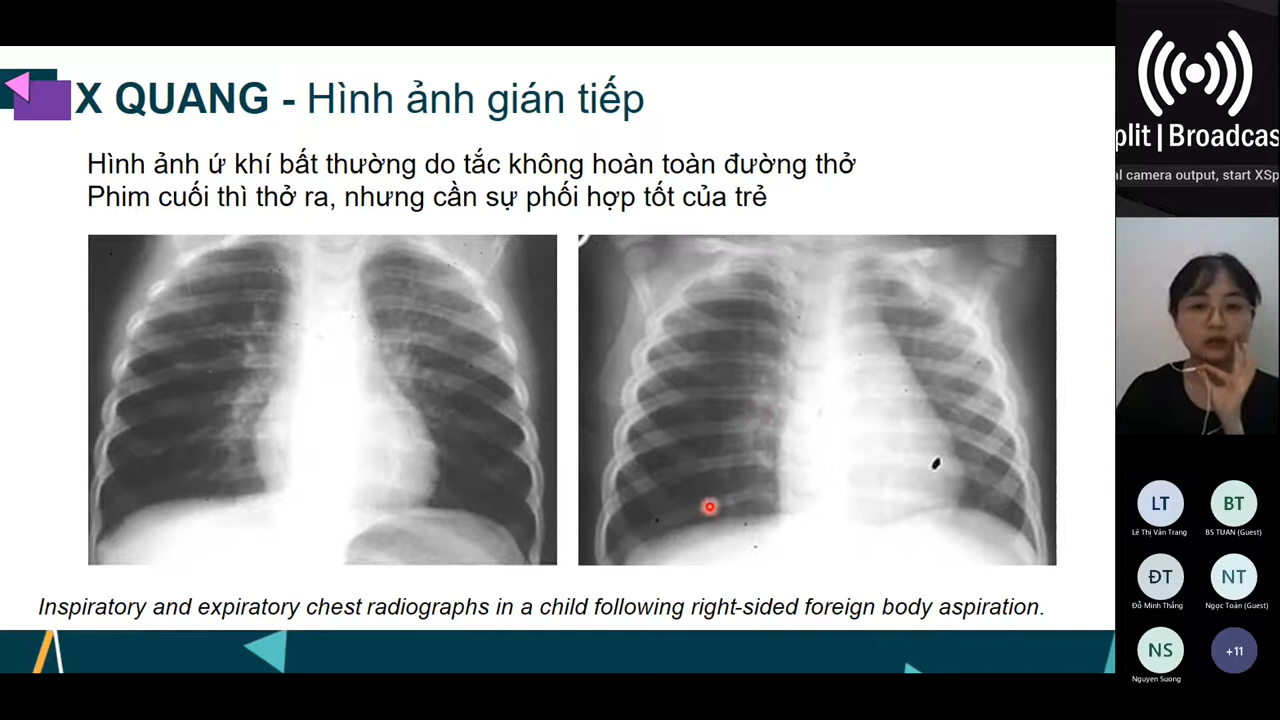 X QUANG - Hình ảnh gián tiếp
Hình ảnh ứ khí bất thường do tắc không hoàn toàn đường thở
Phim cuối thì thở ra, nhưng cần sự phối hợp tốt của trẻ
Inspiratory and expiratory chest radiographs in a child following right-sided foreign body aspiration.
plit | Broadcas
l camera output, start XSp
LT
BT
Lê Thị Vân Trang
BS TUAN (Guest)
ĐT
NT
Đỗ Minh Thắng
Ngọc Toàn (Guest)
NS
+11
Nguyen Suong